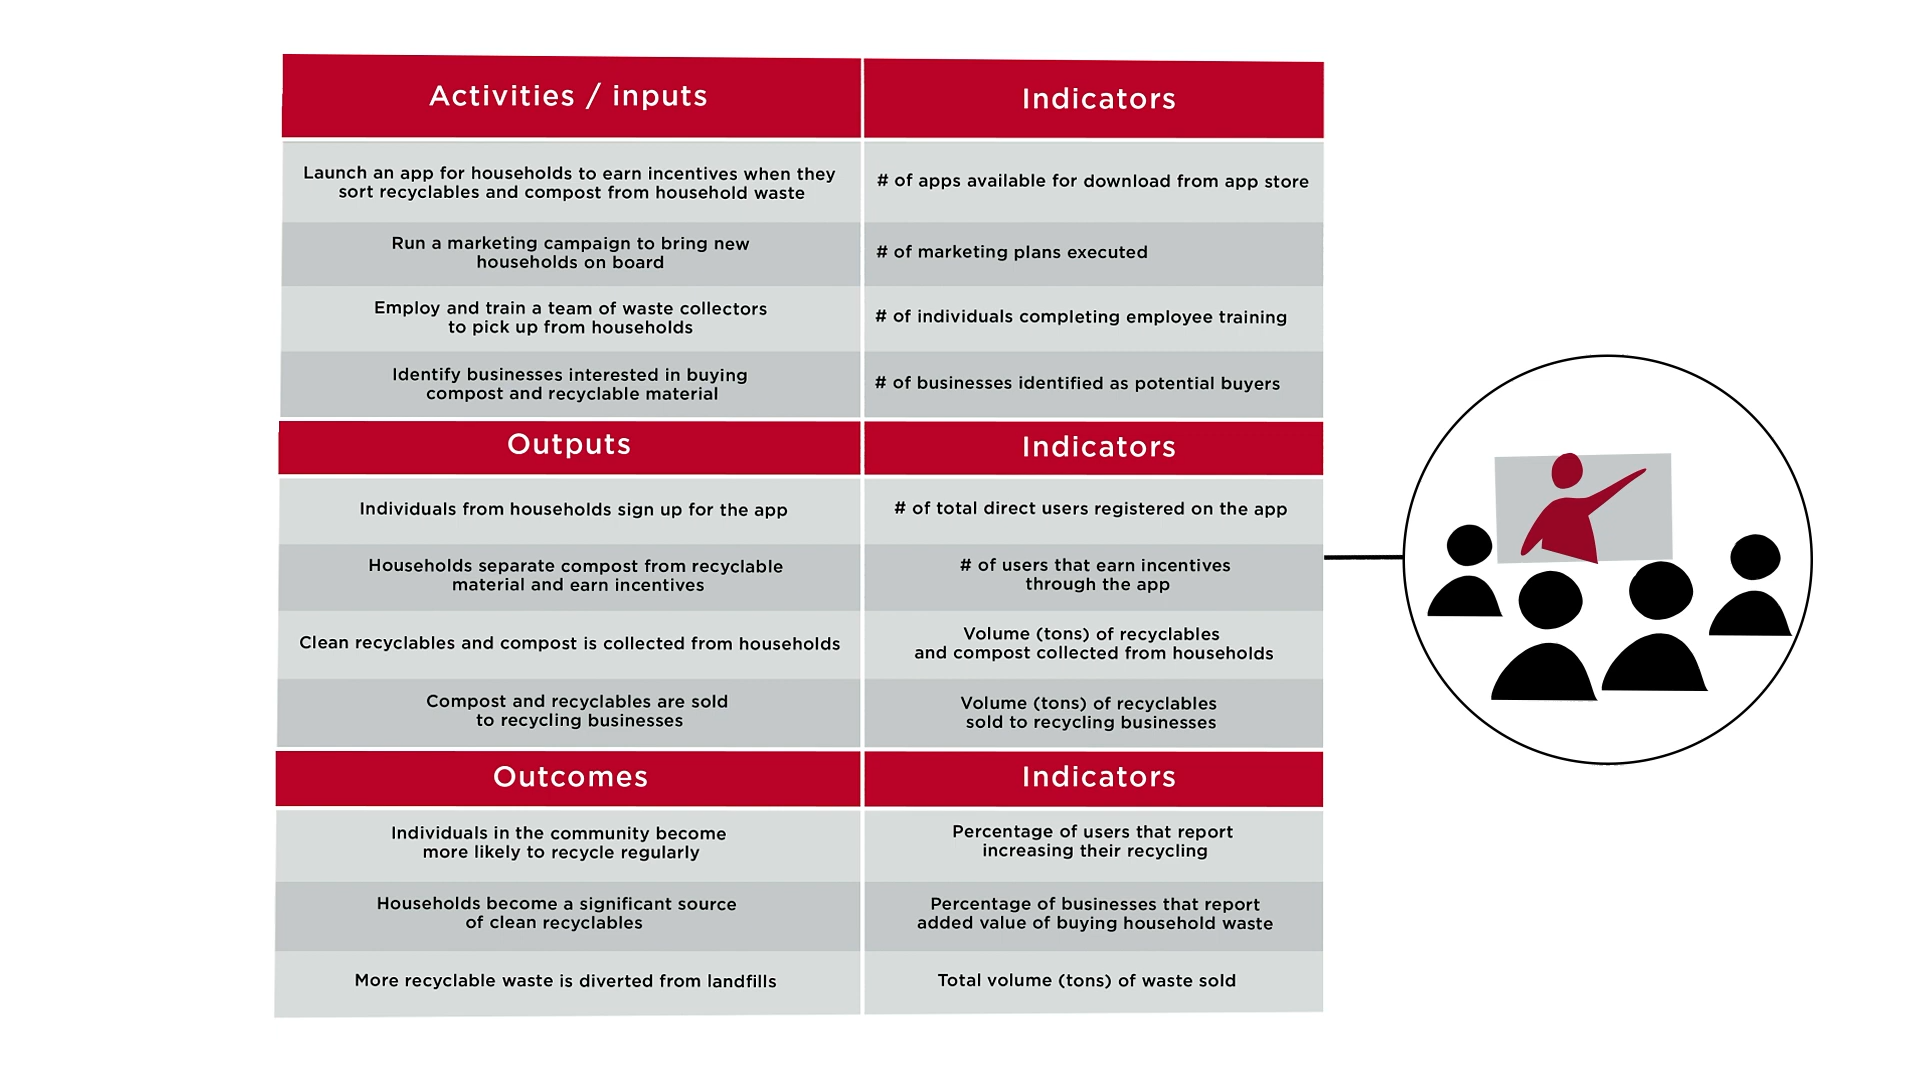 Activities / inputs
Indicators
Launch an app for households to earn incentives when they
sort recyclables and compost from household waste
# of apps available for download from app store
Run a marketing campaign to bring new
households on board
# of marketing plans executed
Employ and train a team of waste collectors
to pick up from households
# of individuals completing employee training
Identify businesses interested in buying
compost and recyclable material
# of businesses identified as potential buyers
Outputs
Indicators
Individuals from households sign up for the app
# of total direct users registered on the app
Households separate compost from recyclable
material and earn incentives
# of users that earn incentives
through the app
Clean recyclables and compost is collected from households
Volume (tons) of recyclables
and compost collected from households
Compost and recyclables are sold
to recycling businesses
Volume (tons) of recyclables
sold to recycling businesses
Outcomes
Indicators
Individuals in the community become
more likely to recycle regularly
Percentage of users that report
increasing their recycling
Households become a significant source
of clean recyclables
Percentage of businesses that report
added value of buying household waste
More recyclable waste is diverted from landfills
Total volume (tons) of waste sold